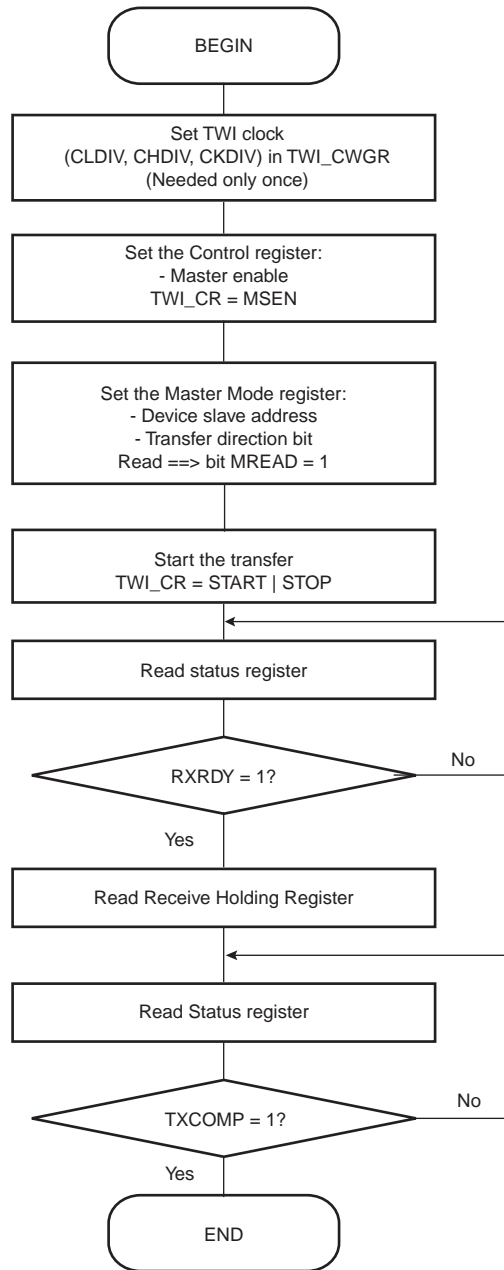 BEGIN
Set TWI clock
(CLDIV, CHDIV, CKDIV) in TWI_CWGR
(Needed only once)
Set the Control register:
- Master enable
TWI_CR = MSEN
Set the Master Mode register:
- Device slave address
- Transfer direction bit
Read ==> bit MREAD = 1
Start the transfer
TWI_CR = START | STOP
Read status register
RXRDY = 1?
No
Yes
Read Receive Holding Register
Read Status register
TXCOMP = 1?
No
Yes
END